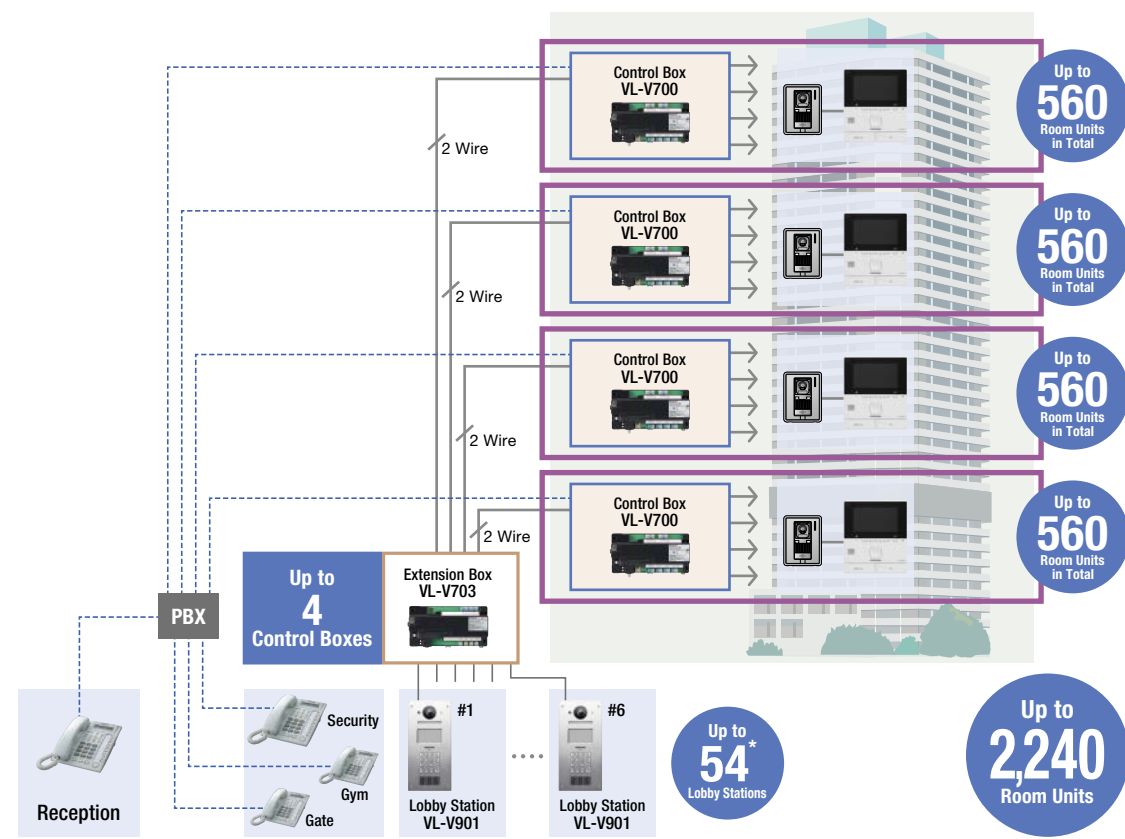 Control Box
VL-V700
Up to
560
Room Units
in Total
2 Wire
Control Box
VL-V700
Up to
560
Room Units
in Total
2 Wire
Control Box
VL-V700
Up to
560
Room Units
in Total
2 Wire
Control Box
VL-V700
Up to
560
Room Units
in Total
2 Wire
Up to
4
Control Boxes
Extension Box
VL-V703
PBX
Reception
Security
Gym
Gate
#1
Lobby Station
VL-V901
#6
Lobby Station
VL-V901
Up to
54*
Lobby Stations
Up to
2,240
Room Units